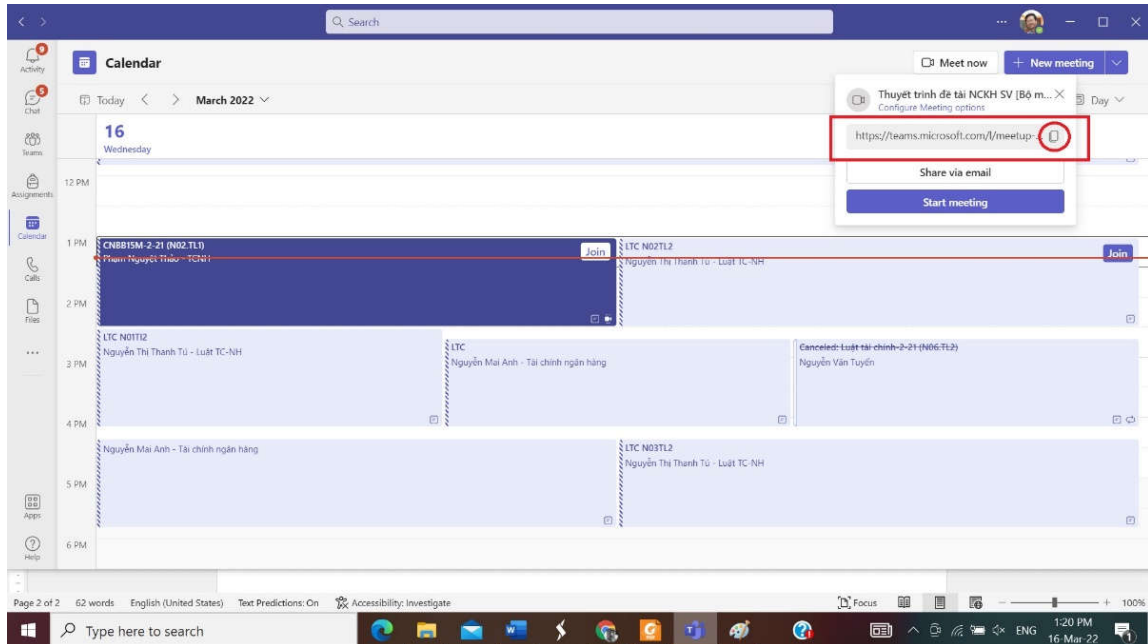 Search
Activity
9
Calendar
Meet now
+ New meeting
Chat
5
Today
March 2022
Thuyết trình đề tài NCKH SV [Bộ m...
Configure Meeting options
Day
Teams
16
Wednesday
https://teams.microsoft.com/l/meetup-...
Share via email
Start meeting
Assignments
12 PM
Calendar
1 PM
CNBB15M-2-21 (N02.TL1)
Phạm Nguyệt Thảo - TCNH
Join
LTC N02TL2
Nguyễn Thị Thanh Tú - Luật TC-NH
Join
Calls
2 PM
Files
LTC N01Tl2
Nguyễn Thị Thanh Tú - Luật TC-NH
LTC
Nguyễn Mai Anh - Tài chính ngân hàng
Canceled: Luật tài chính-2-21 (N06.TL2)
Nguyễn Văn Tuyến
3 PM
4 PM
Nguyễn Mai Anh - Tài chính ngân hàng
LTC N03TL2
Nguyễn Thị Thanh Tú - Luật TC-NH
5 PM
Apps
6 PM
Help
Page 2 of 2 62 words English (United States) Text Predictions: On Accessibility: Investigate Focus 100%
Type here to search
ENG
1:20 PM
16-Mar-22